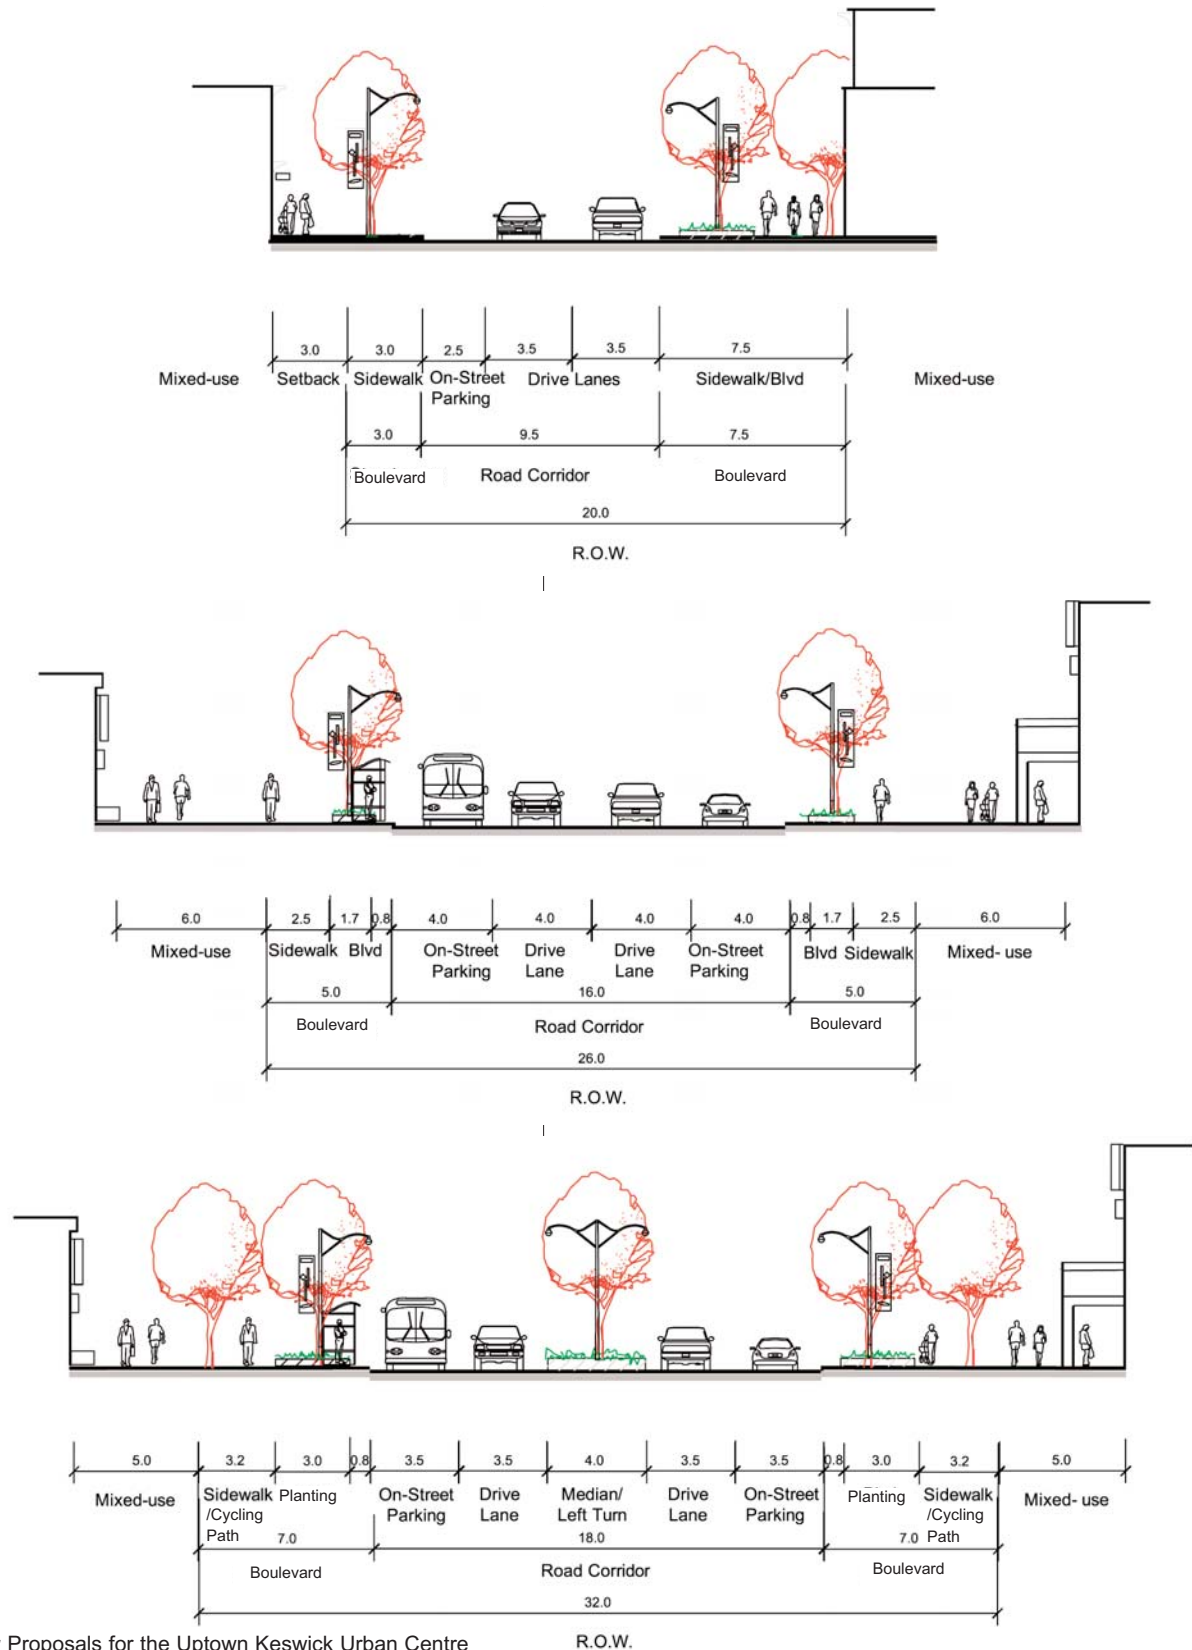 3.0 3.0 2.5 3.5 3.5 7.5
Mixed-use Setback Sidewalk On-Street Drive Lanes Sidewalk/Blvd Mixed-use
Parking
3.0 9.5 7.5
Boulevard Road Corridor Boulevard
20.0
R.O.W.
6.0 2.5 1.7 0.8 4.0 4.0 4.0 4.0 0.8 1.7 2.5 6.0
Mixed-use Sidewalk Blvd On-Street Drive Drive On-Street Blvd Sidewalk Mixed- use
Parking Lane Lane Parking
5.0 16.0 5.0
Boulevard Road Corridor Boulevard
26.0
R.O.W.
5.0 3.2 3.0 0.8 3.5 3.5 4.0 3.5 3.5 0.8 3.0 3.2 5.0
Mixed-use Sidewalk Planting On-Street Drive Median/ Drive On-Street Planting Sidewalk Mixed- use
/Cycling Parking Lane Left Turn Lane Parking /Cycling
Path Path
7.0 18.0 7.0
Boulevard Road Corridor Boulevard
32.0
Proposals for the Uptown Keswick Urban Centre
R.O.W.